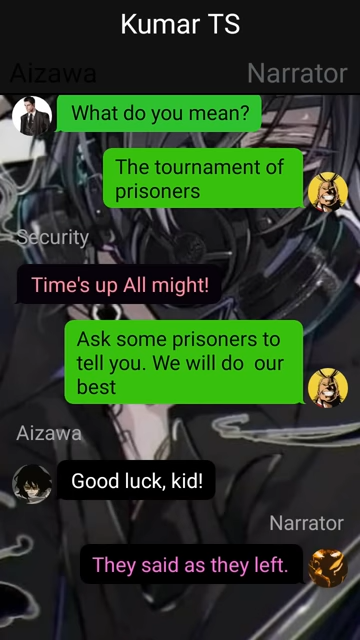 Kumar TS
Aizawa
Narrator
What do you mean?
The tournament of
prisoners
Security
Time's up All might!
Ask some prisoners to
tell you. We will do our
best
Aizawa
Good luck, kid!
Narrator
They said as they left.